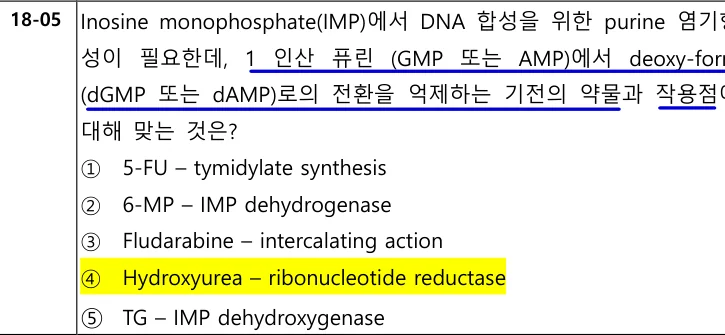 18-05 Inosine monophosphate(IMP)에서 DNA 합성을 위한 purine 염기
성이 필요한데, 1 인산 퓨린 (GMP 또는 AMP)에서 deoxy-for
(dGMP 또는 dAMP)로의 전환을 억제하는 기전의 약물과 작용점
대해 맞는 것은?
① 5-FU – tymidylate synthesis
② 6-MP – IMP dehydrogenase
③ Fludarabine – intercalating action
④ Hydroxyurea – ribonucleotide reductase
⑤ TG – IMP dehydroxygenase